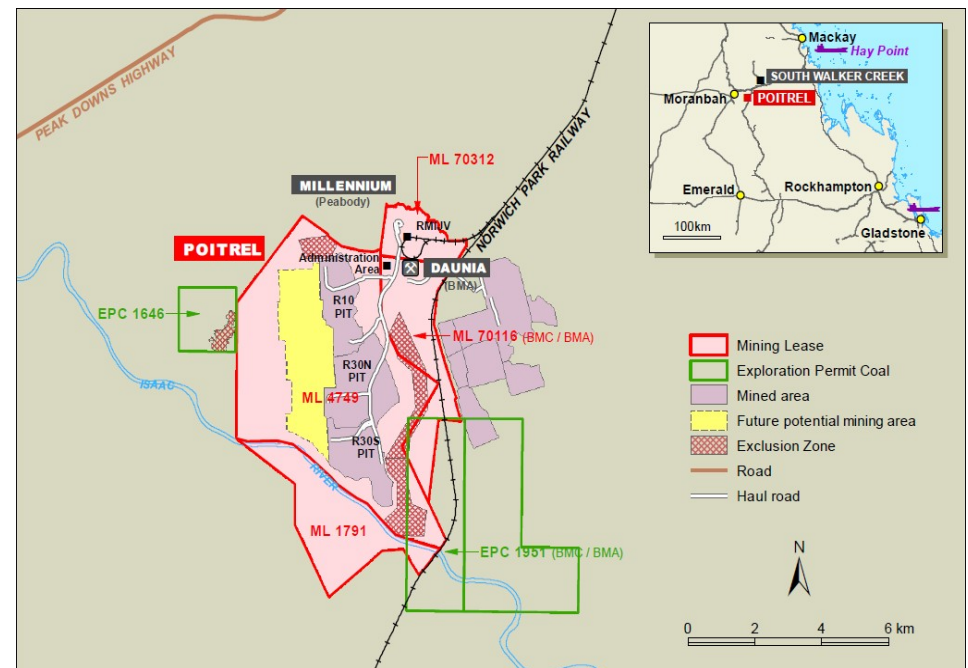 PEAK DOWNS HIGHWAY
Mackay
Hay Point
SOUTH WALKER CREEK
Moranbah
POITREL
Emerald
Rockhampton
Gladstone
100km
NORWICH PARK RAILWAY
ML 70312
MILLENNIUM
(Peabody)
RMIJV
POITREL
Administration
Area
DAUNIA
(BMA)
EPC 1646
R10
PIT
ML 70116 (BMC / BMA)
ISAAC
R30N
PIT
ML 4749
R30S
PIT
RIVER
ML 1791
EPC 1951 (BMC / BMA)
Mining Lease
Exploration Permit Coal
Mined area
Future potential mining area
Exclusion Zone
Road
Haul road
N
0 2 4 6 km